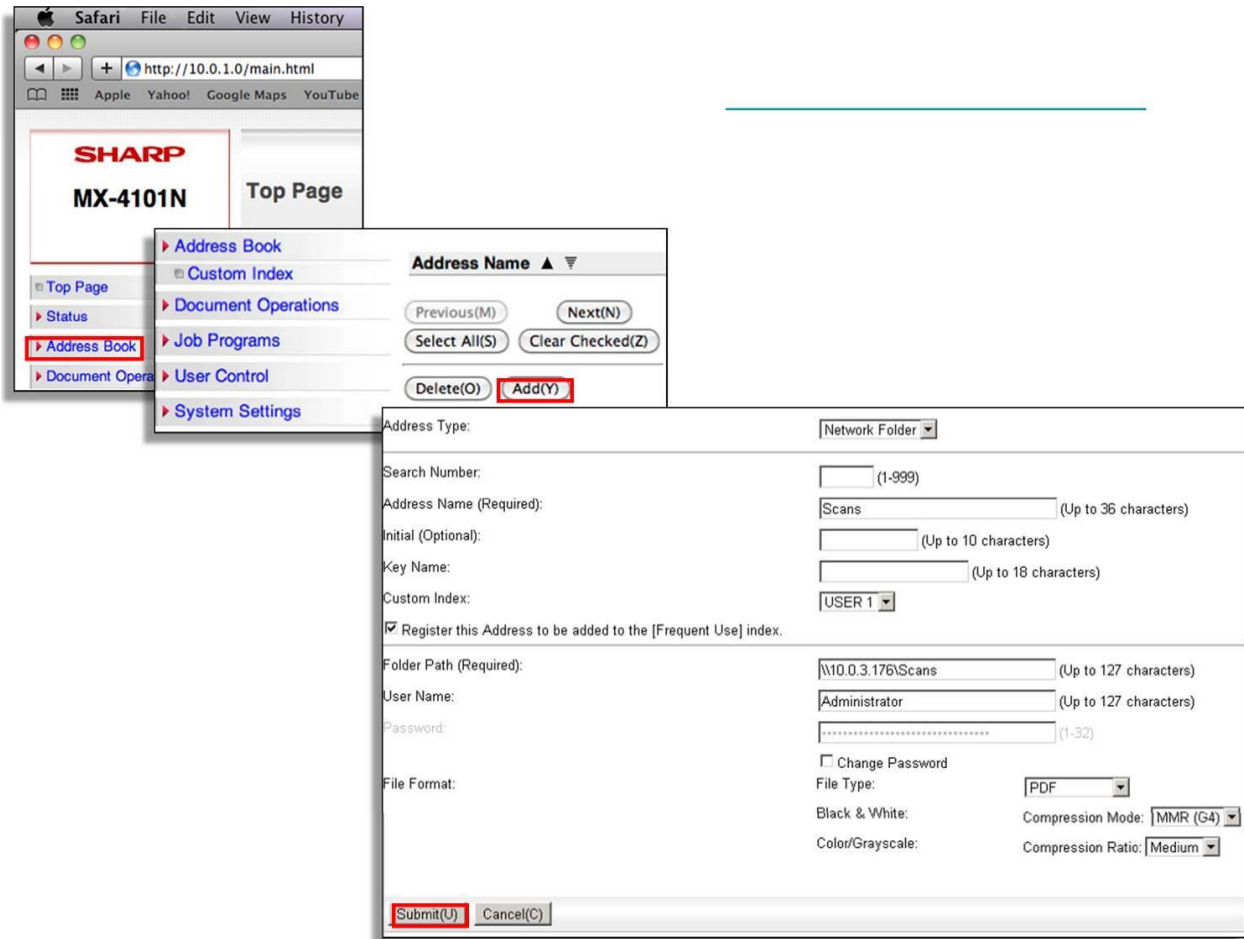 Safari File Edit View History
http://10.0.1.0/main.html
Apple Yahoo! Google Maps YouTube
SHARP
MX-4101N
Top Page
Top Page
Status
Address Book
Document Opera
Address Book
Custom Index
Document Operations
Job Programs
User Control
System Settings
Address Name ▲
Previous(M) Next(N)
Select All(S) Clear Checked(Z)
Delete(O) Add(Y)
Address Type: Network Folder
Search Number: (1-999)
Address Name (Required): Scans (Up to 36 characters)
Initial (Optional): (Up to 10 characters)
Key Name: (Up to 18 characters)
Custom Index: USER 1
Register this Address to be added to the [Frequent Use] index.
Folder Path (Required): \\10.0.3.176\Scans (Up to 127 characters)
User Name: Administrator (Up to 127 characters)
Password: (1-32)
Change Password
File Format: File Type: PDF
Black & White: Compression Mode: MMR (G4)
Color/Grayscale: Compression Ratio: Medium
Submit(U) Cancel(C)